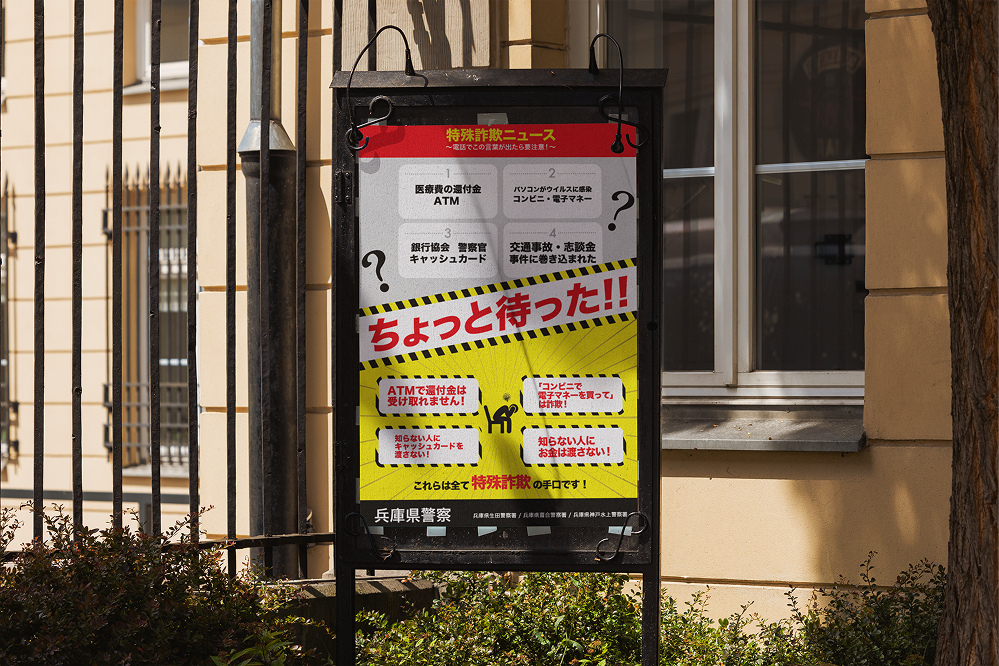 特殊詐欺ニュース
～電話でこの言葉が出たら要注意！～
1
医療費の還付金
ATM
2
パソコンがウイルスに感染
コンビニ・電子マネー
3
銀行協会　警察官
キャッシュカード
4
交通事故・志談金
事件に巻き込まれた
?
?
ちょっと待った!!
ATMで還付金は
受け取れません！
「コンビニで
電子マネーを買って」
は詐欺！
知らない人に
キャッシュカードを
渡さない！
知らない人に
お金は渡さない！
これらは全て特殊詐欺の手口です！
兵庫県警察
兵庫県生田警察署 / 兵庫県葺合警察署 / 兵庫県神戸水上警察署